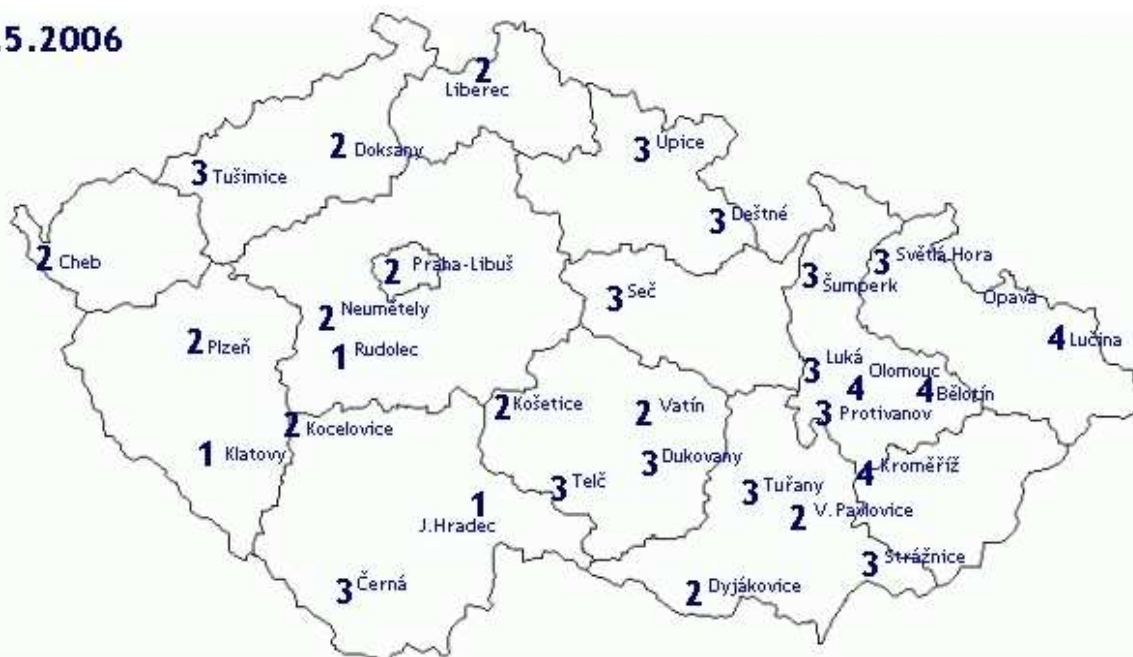 .5.2006
2
Liberec
2 Doksany
3 Úpice
3 Tušimice
3 Deštné
2 Cheb
2 Praha-Libuš
3 Světlá Hora
3 Šumperk
3 Seč
Opava
2 Neumětely
4 Lučina
2 Plzeň
1 Rudolec
3 Luká
4 Olomouc
4 Bělotín
2 Košetice
2 Vatín
3 Protivanov
2 Kocelovice
1 Klatovy
3 Dukovany
4 Kroměříž
3 Telč
3 Tuřany
1
J.Hradec
2 V. Pavlovice
3 Strážnice
3 Černá
2 Dyjákovice